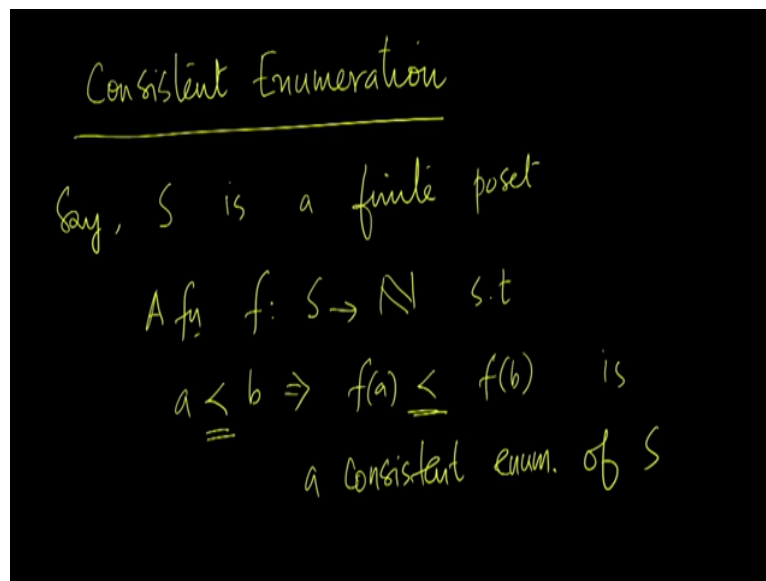 Consistent Enumeration
Say, S is a finite poset
A fn f: S → ℕ s.t
a ≤ b ⇒ f(a) ≤ f(b) is
a consistent enum. of S